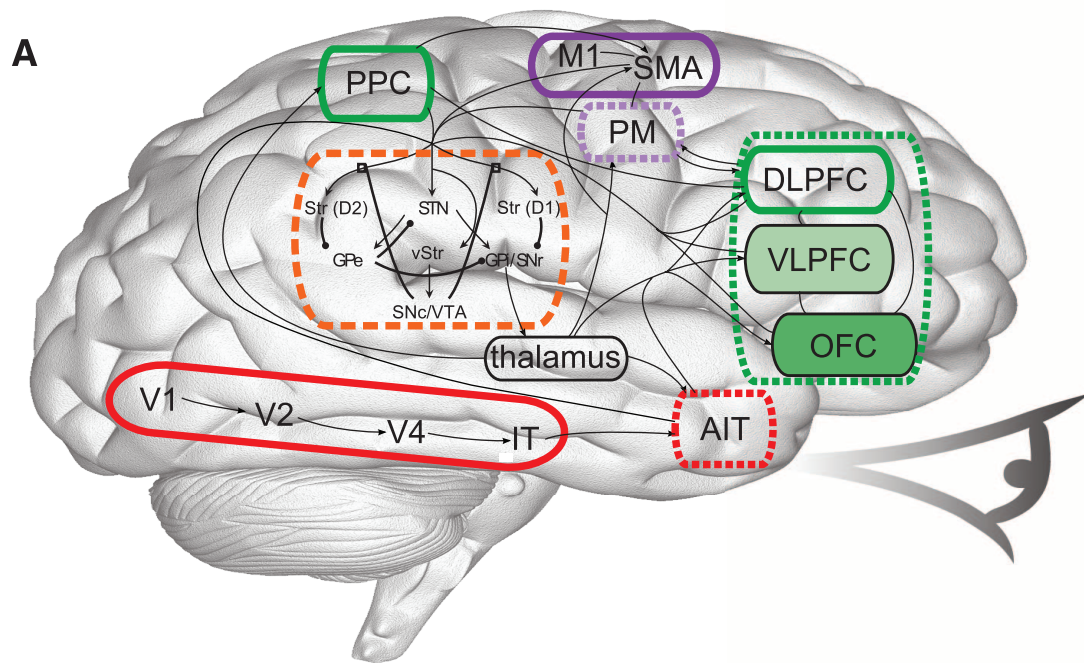 A
M1
SMA
PPC
PM
DLPFC
Str (D2)
STN
Str (D1)
GPe
vStr
GPi/SNr
VLPFC
SNc/VTA
thalamus
OFC
V1
V2
V4
IT
AIT